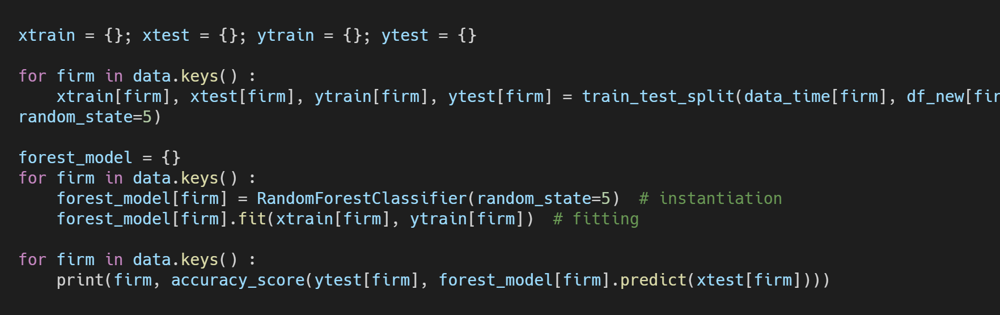 xtrain = {}; xtest = {}; ytrain = {}; ytest = {}
for firm in data.keys() :
xtrain[firm], xtest[firm], ytrain[firm], ytest[firm] = train_test_split(data_time[firm], df_new[fir
random_state=5)
forest_model = {}
for firm in data.keys() :
forest_model[firm] = RandomForestClassifier(random_state=5)  # instantiation
forest_model[firm].fit(xtrain[firm], ytrain[firm])  # fitting
for firm in data.keys() :
print(firm, accuracy_score(ytest[firm], forest_model[firm].predict(xtest[firm])))